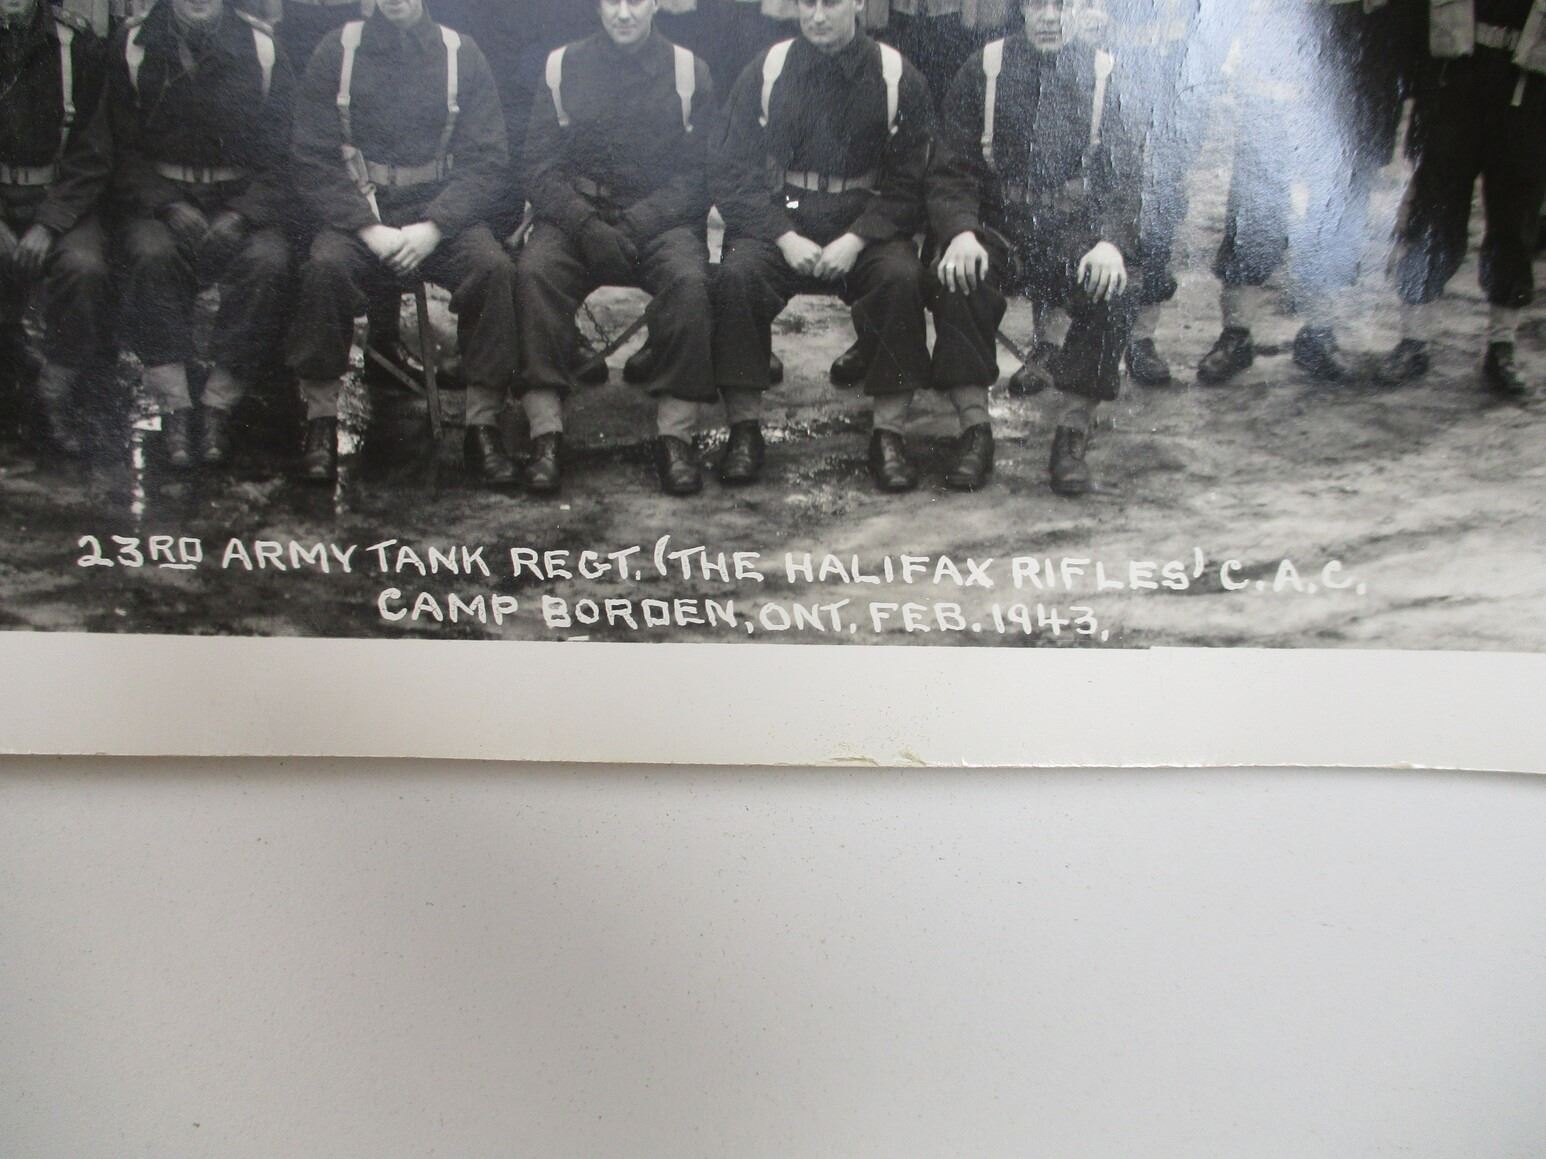 23RD ARMY TANK REGT. (THE HALIFAX RIFLES) C.A.C.
CAMP BORDEN, ONT, FEB. 1943,